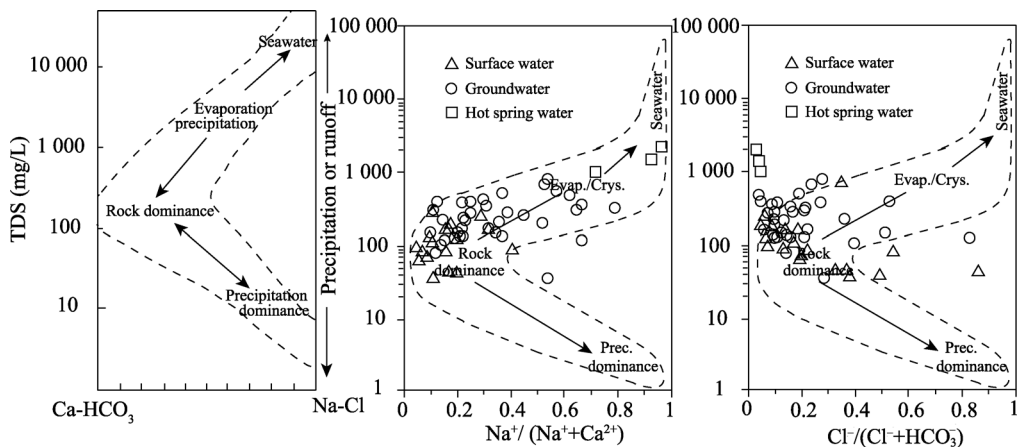 TDS (mg/L)
10 000
1 000
100
10
Seawater
Evaporation
precipitation
Rock dominance
Precipitation
dominance
Ca-HCO₃
Na-Cl
Precipitation or runoff
100 000
10 000
1 000
100
10
1
Surface water
Groundwater
Hot spring water
Seawater
Evap./Crys.
Rock
dominance
Prec.
dominance
0
0.2
0.4
0.6
0.8
1
Na⁺/ (Na⁺+Ca²⁺)
100 000
10 000
1 000
100
10
1
Surface water
Groundwater
Hot spring water
Seawater
Evap./Crys.
Rock
dominance
Prec.
dominance
0
0.2
0.4
0.6
0.8
1
Cl⁻/(Cl⁻+HCO₃⁻)